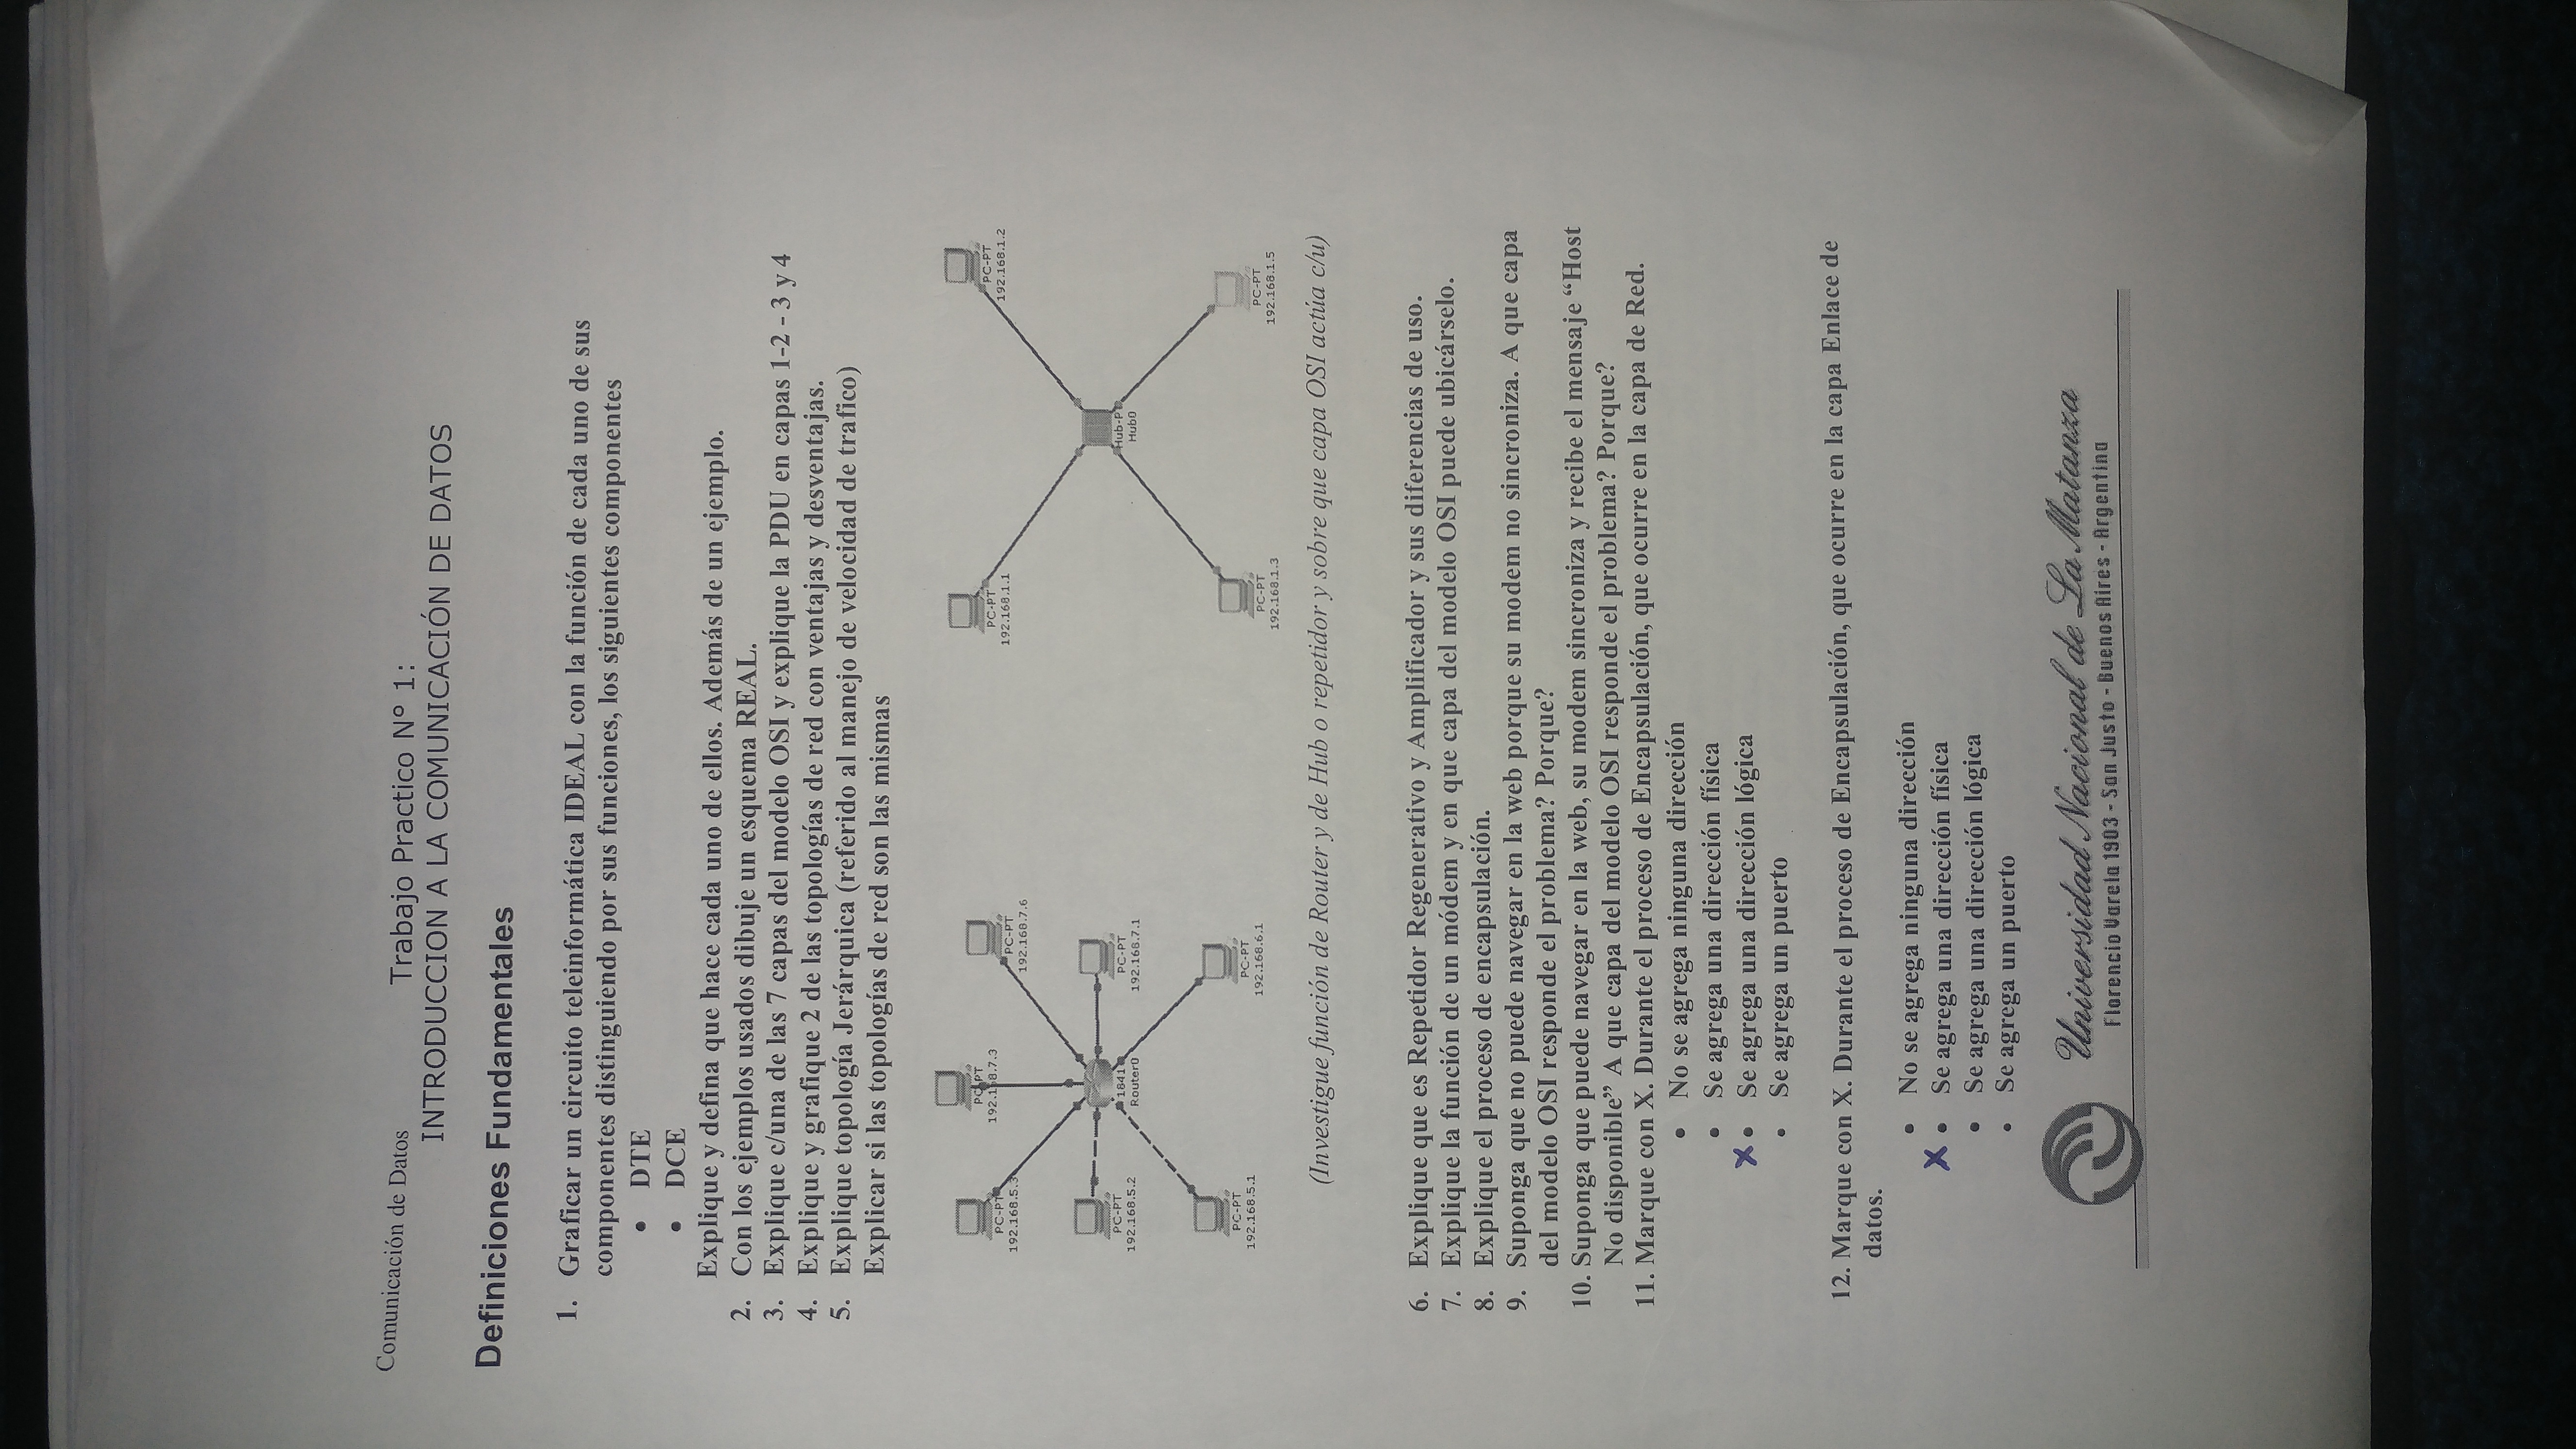 Comunicación de Datos
Trabajo Practico Nº 1:
INTRODUCCION A LA COMUNICACIÓN DE DATOS
Definiciones Fundamentales
1. Graficar un circuito teleinformática IDEAL con la función de cada uno de sus
componentes distinguiendo por sus funciones, los siguientes componentes
• DTE
• DCE
Explique y defina que hace cada uno de ellos. Además de un ejemplo.
2. Con los ejemplos usados dibuje un esquema REAL.
3. Explique c/una de las 7 capas del modelo OSI y explique la PDU en capas 1-2 - 3 y 4
4. Explique y grafique 2 de las topologías de red con ventajas y desventajas.
5. Explique topología Jerárquica (referido al manejo de velocidad de trafico)
Explicar si las topologías de red son las mismas
PC-PT
192.168.5.3
PC-PT
192.168.7.3
PC-PT
192.168.7.6
PC-PT
192.168.5.2
1841
Router0
PC-PT
192.168.7.1
PC-PT
192.168.5.1
PC-PT
192.168.6.1
PC-PT
192.168.1.1
PC-PT
192.168.1.2
Hub-PT
Hub0
PC-PT
192.168.1.3
PC-PT
192.168.1.5
(Investigue función de Router y de Hub o repetidor y sobre que capa OSI actúa c/u)
6. Explique que es Repetidor Regenerativo y Amplificador y sus diferencias de uso.
7. Explique la función de un módem y en que capa del modelo OSI puede ubicárselo.
8. Explique el proceso de encapsulación.
9. Suponga que no puede navegar en la web porque su modem no sincroniza. A que capa
del modelo OSI responde el problema? Porque?
10. Suponga que puede navegar en la web, su modem sincroniza y recibe el mensaje “Host
No disponible” A que capa del modelo OSI responde el problema? Porque?
11. Marque con X. Durante el proceso de Encapsulación, que ocurre en la capa de Red.
• No se agrega ninguna dirección
• Se agrega una dirección física
X • Se agrega una dirección lógica
• Se agrega un puerto
12. Marque con X. Durante el proceso de Encapsulación, que ocurre en la capa Enlace de
datos.
• No se agrega ninguna dirección
X • Se agrega una dirección física
• Se agrega una dirección lógica
• Se agrega un puerto
Universidad Nacional de La Matanza
Florencio Varela 1903 - San Justo - Buenos Aires - Argentina